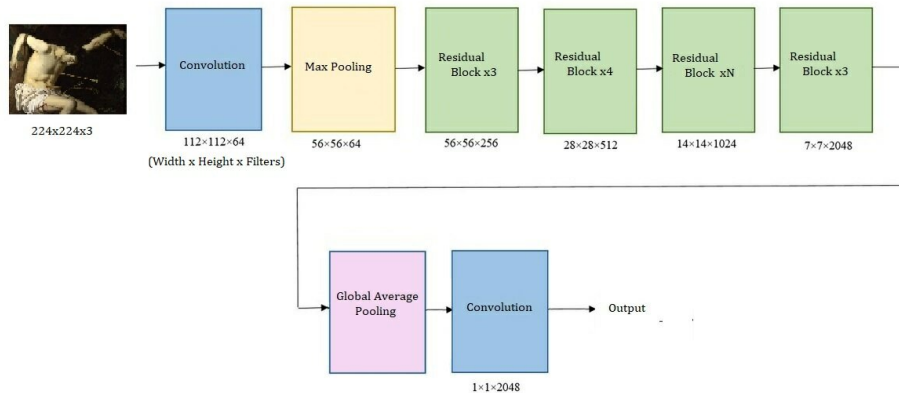 224x224x3
Convolution
112×112×64
(Width x Height x Filters)
Max Pooling
56×56×64
Residual
Block x3
56×56×256
Residual
Block x4
28×28×512
Residual
Block xN
14×14×1024
Residual
Block x3
7×7×2048
Global Average
Pooling
Convolution
1×1×2048
Output